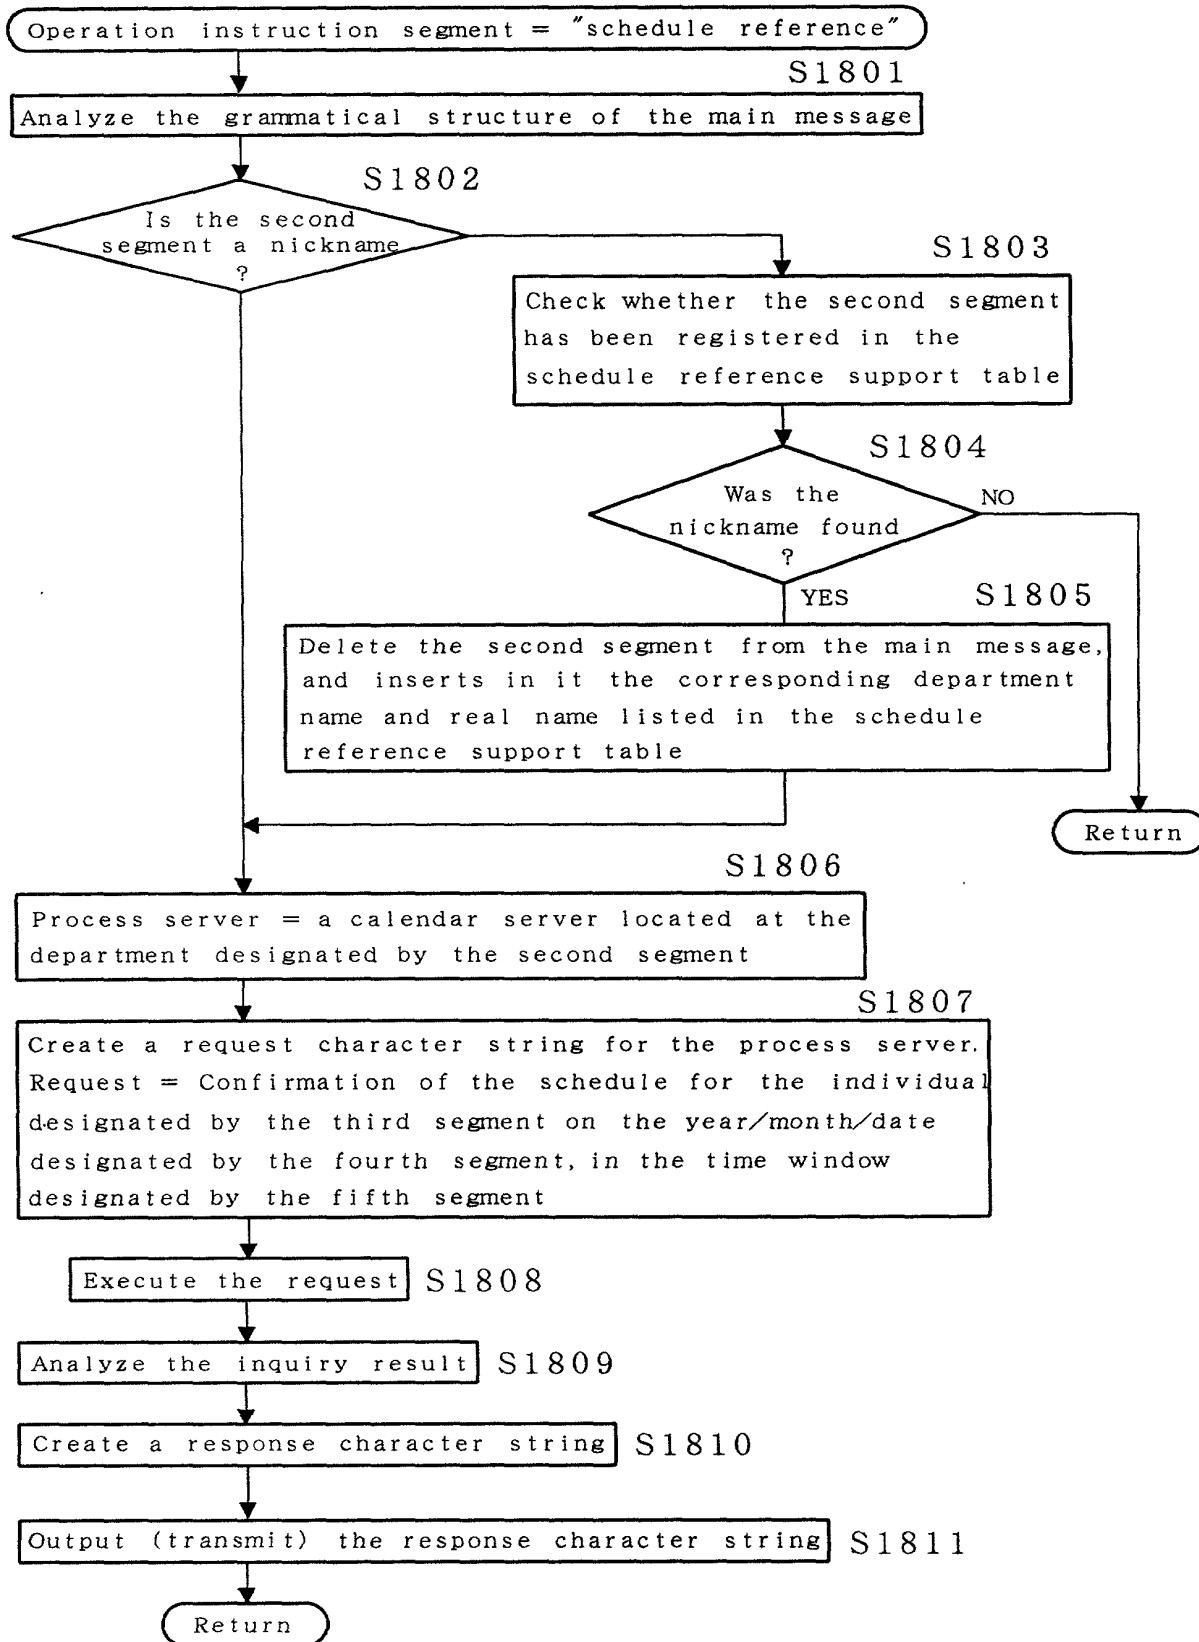 Operation instruction segment = "schedule reference"
S1801
Analyze the grammatical structure of the main message
S1802
Is the second
segment a nickname
?
S1803
Check whether the second segment
has been registered in the
schedule reference support table
S1804
Was the
nickname found
?
NO
YES
S1805
Delete the second segment from the main message,
and inserts in it the corresponding department
name and real name listed in the schedule
reference support table
Return
S1806
Process server = a calendar server located at the
department designated by the second segment
S1807
Create a request character string for the process server.
Request = Confirmation of the schedule for the individual
designated by the third segment on the year/month/date
designated by the fourth segment, in the time window
designated by the fifth segment
Execute the request
S1808
Analyze the inquiry result
S1809
Create a response character string
S1810
Output (transmit) the response character string
S1811
Return